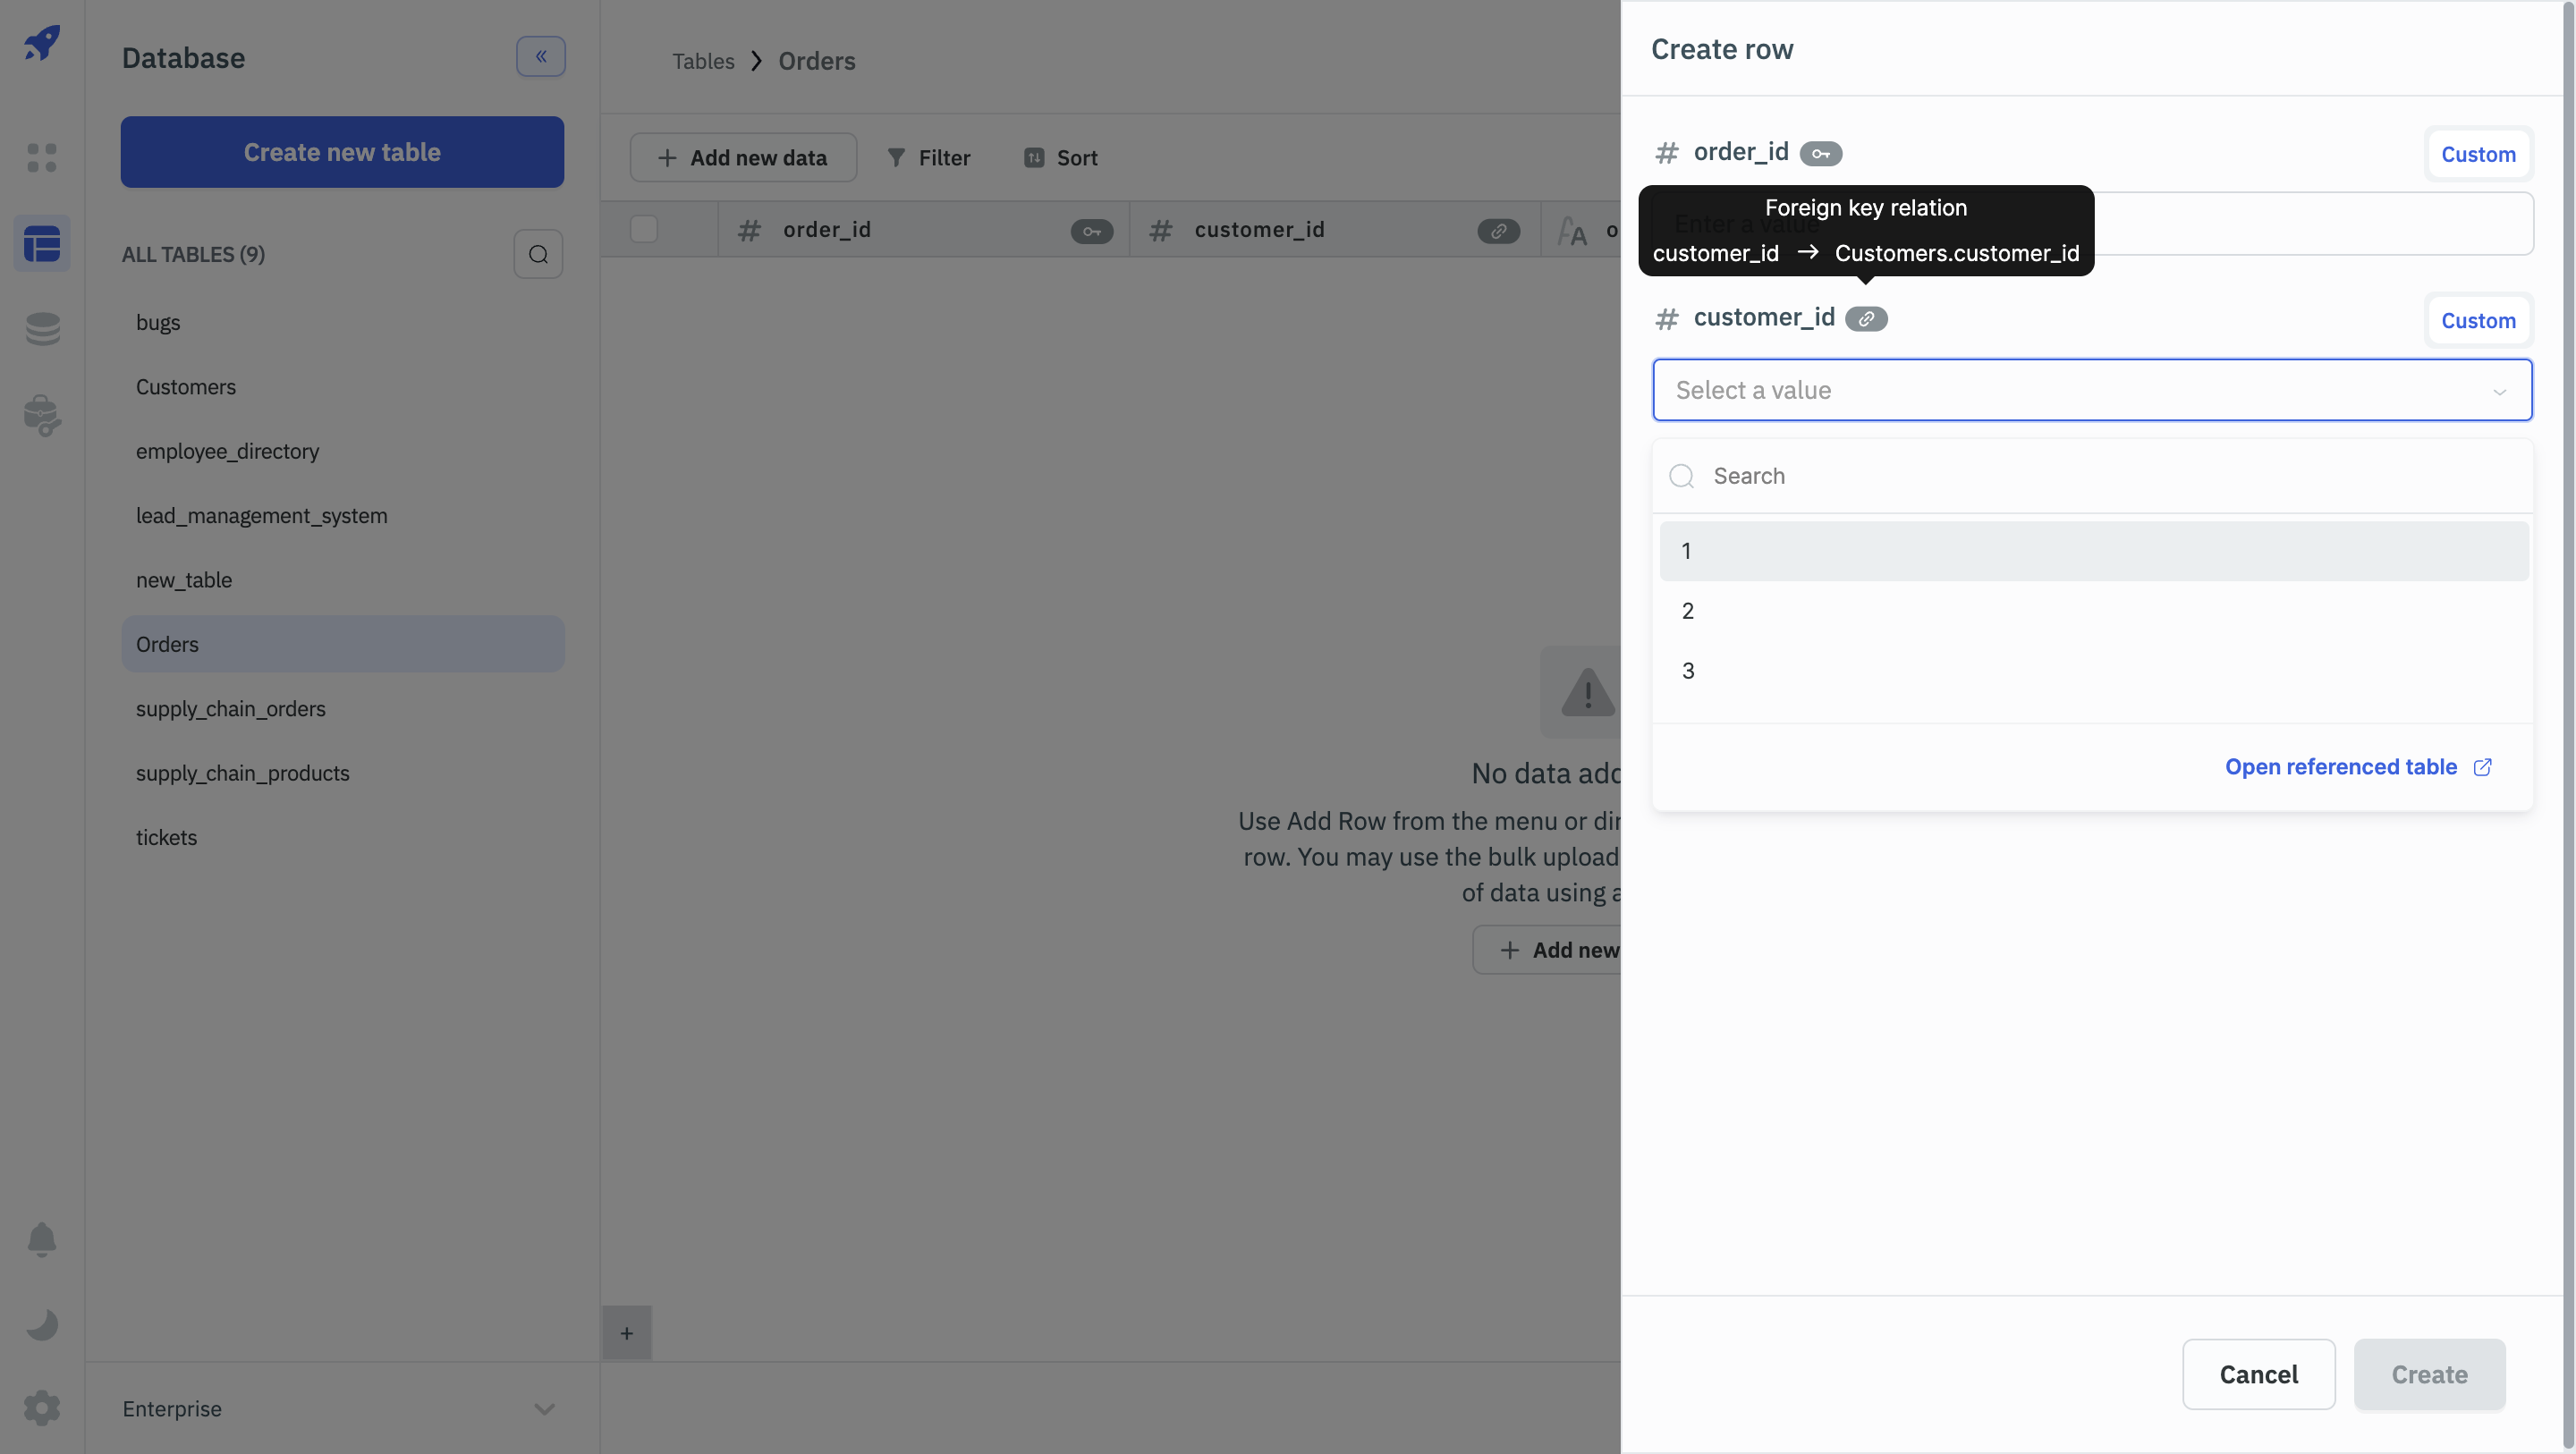 Database
Create new table
ALL TABLES (9)
bugs
Customers
employee_directory
lead_management_system
new_table
Orders
supply_chain_orders
supply_chain_products
tickets
Enterprise
Tables > Orders
+ Add new data Filter Sort
order_id customer_id
No data
Use Add Row from the menu or
row. You may use the bulk upload
of data using
+ Add new
+
Create row
# order_id Custom
Enter a value
Foreign key relation
customer_id → Customers.customer_id
# customer_id Custom
Select a value
Search
1
2
3
Open referenced table
Cancel Create